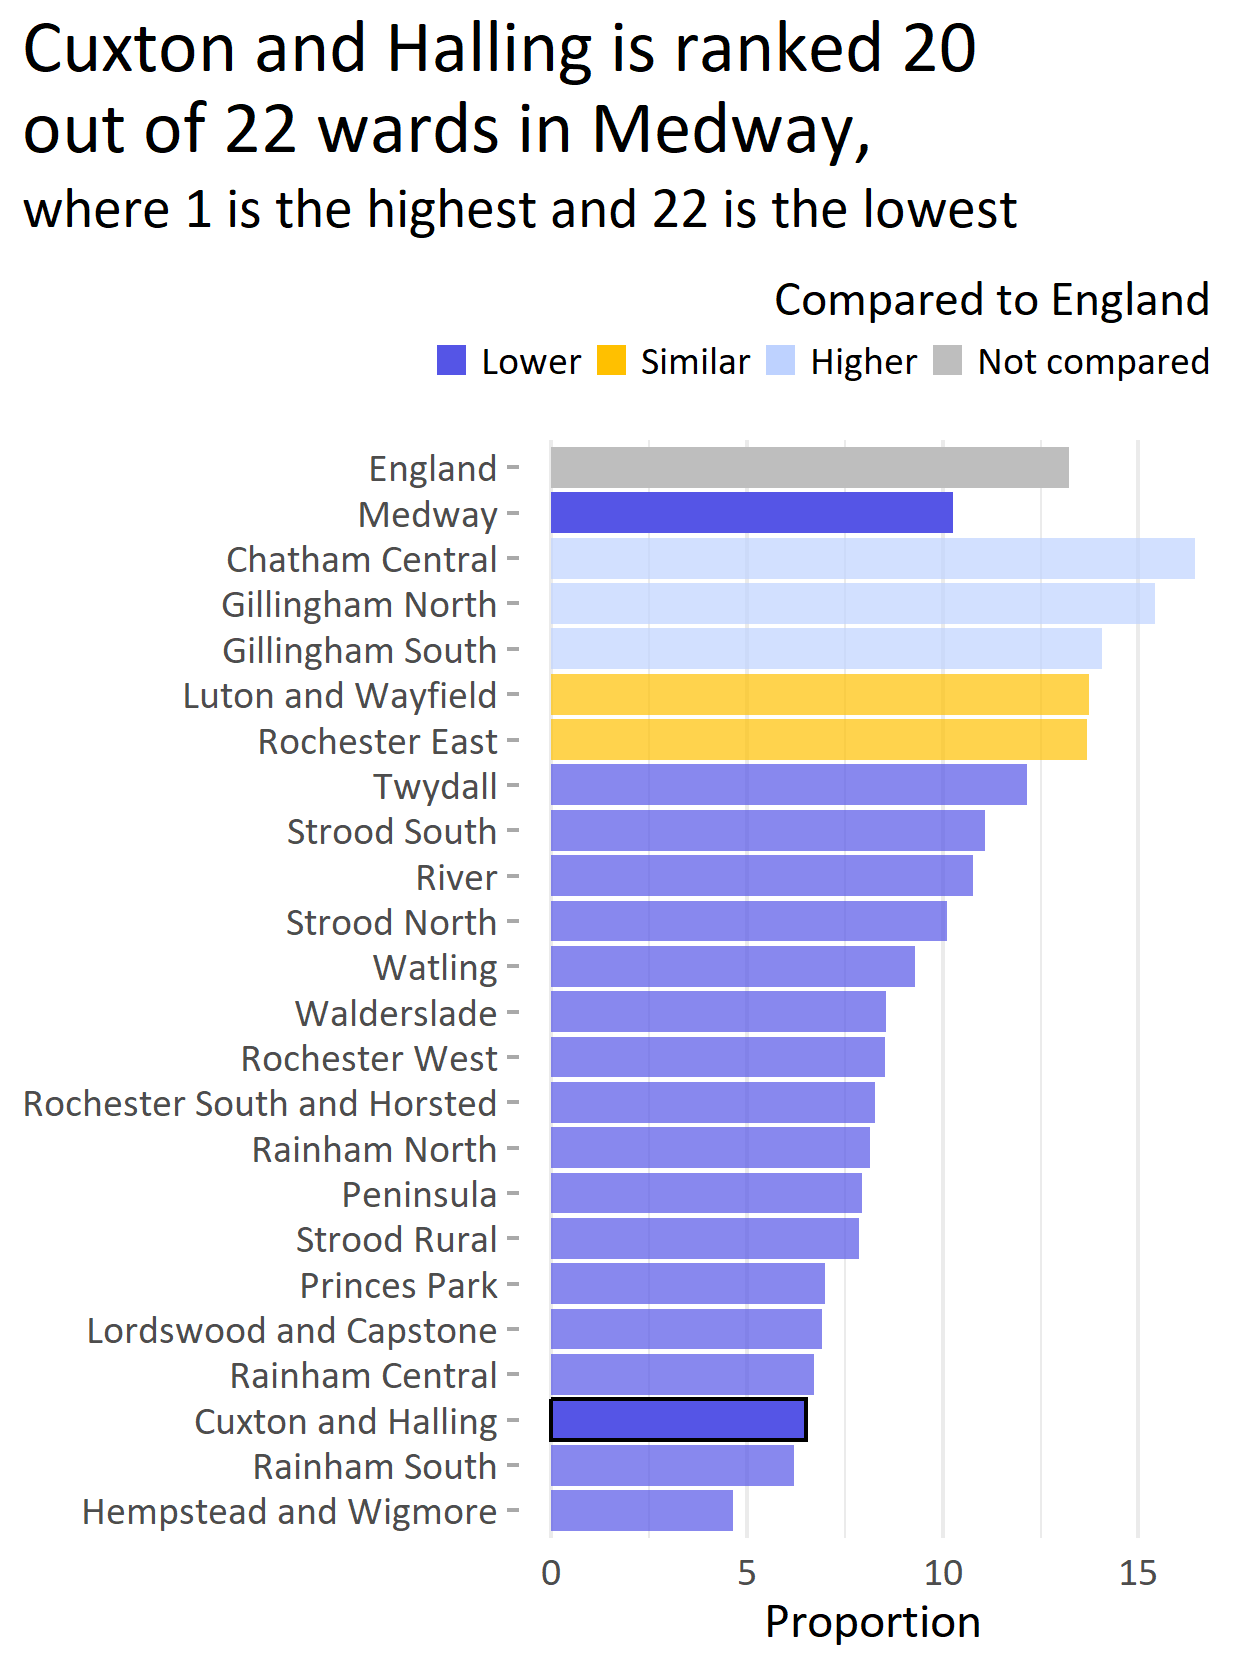 Cuxton and Halling is ranked 20
out of 22 wards in Medway,
where 1 is the highest and 22 is the lowest
Compared to England
Lower Similar Higher Not compared
England
Medway
Chatham Central
Gillingham North
Gillingham South
Luton and Wayfield
Rochester East
Twydall
Strood South
River
Strood North
Watling
Walderslade
Rochester West
Rochester South and Horsted
Rainham North
Peninsula
Strood Rural
Princes Park
Lordswood and Capstone
Rainham Central
Cuxton and Halling
Rainham South
Hempstead and Wigmore
0 5 10 15
Proportion